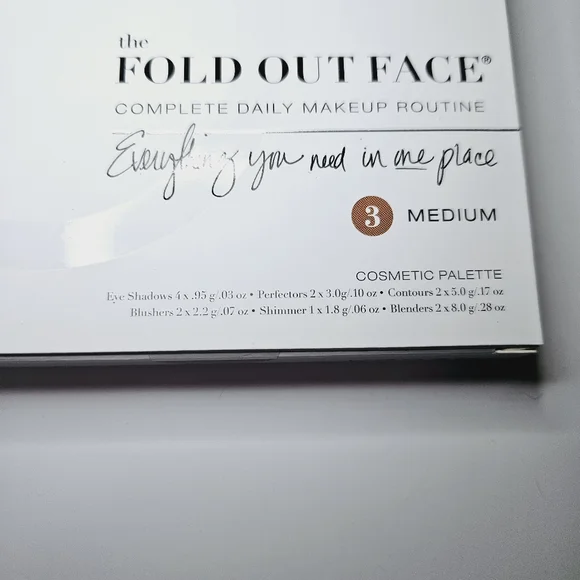 the
FOLD OUT FACE®
COMPLETE DAILY MAKEUP ROUTINE
Everything you need in one place
3 MEDIUM
COSMETIC PALETTE
Eye Shadows 4 x .95 g/.03 oz • Perfectors 2 x 3.0g/.10 oz • Contours 2 x 5.0 g/.17 oz
Blushers 2 x 2.2 g/.07 oz • Shimmer 1 x 1.8 g/.06 oz • Blenders 2 x 8.0 g/.28 oz